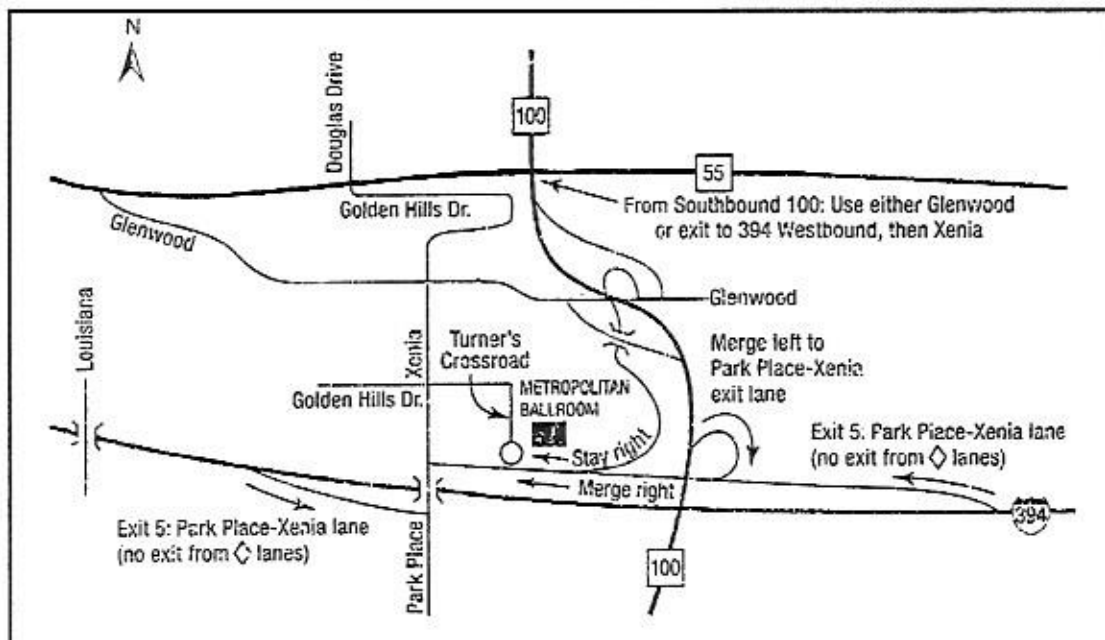 N
Douglas Drive
100
55
Golden Hills Dr.
From Southbound 100: Use either Glenwood
or exit to 394 Westbound, then Xenia
Glenwood
Glenwood
Louisiana
Xenia
Turner's
Crossroad
Merge left to
Park Place-Xenia
exit lane
METROPOLITAN
BALLROOM
Golden Hills Dr.
Stay right
Exit 5: Park Place-Xenia lane
(no exit from ◇ lanes)
Merge right
394
Exit 5: Park Place-Xenia lane
(no exit from ◇ lanes)
Park Place
100